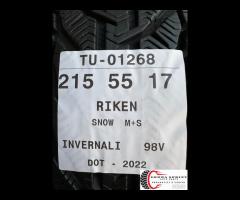 TU-01268
215 55 17
RIKEN
SNOW M+S
INVERNALI 98V
DOT - 2022